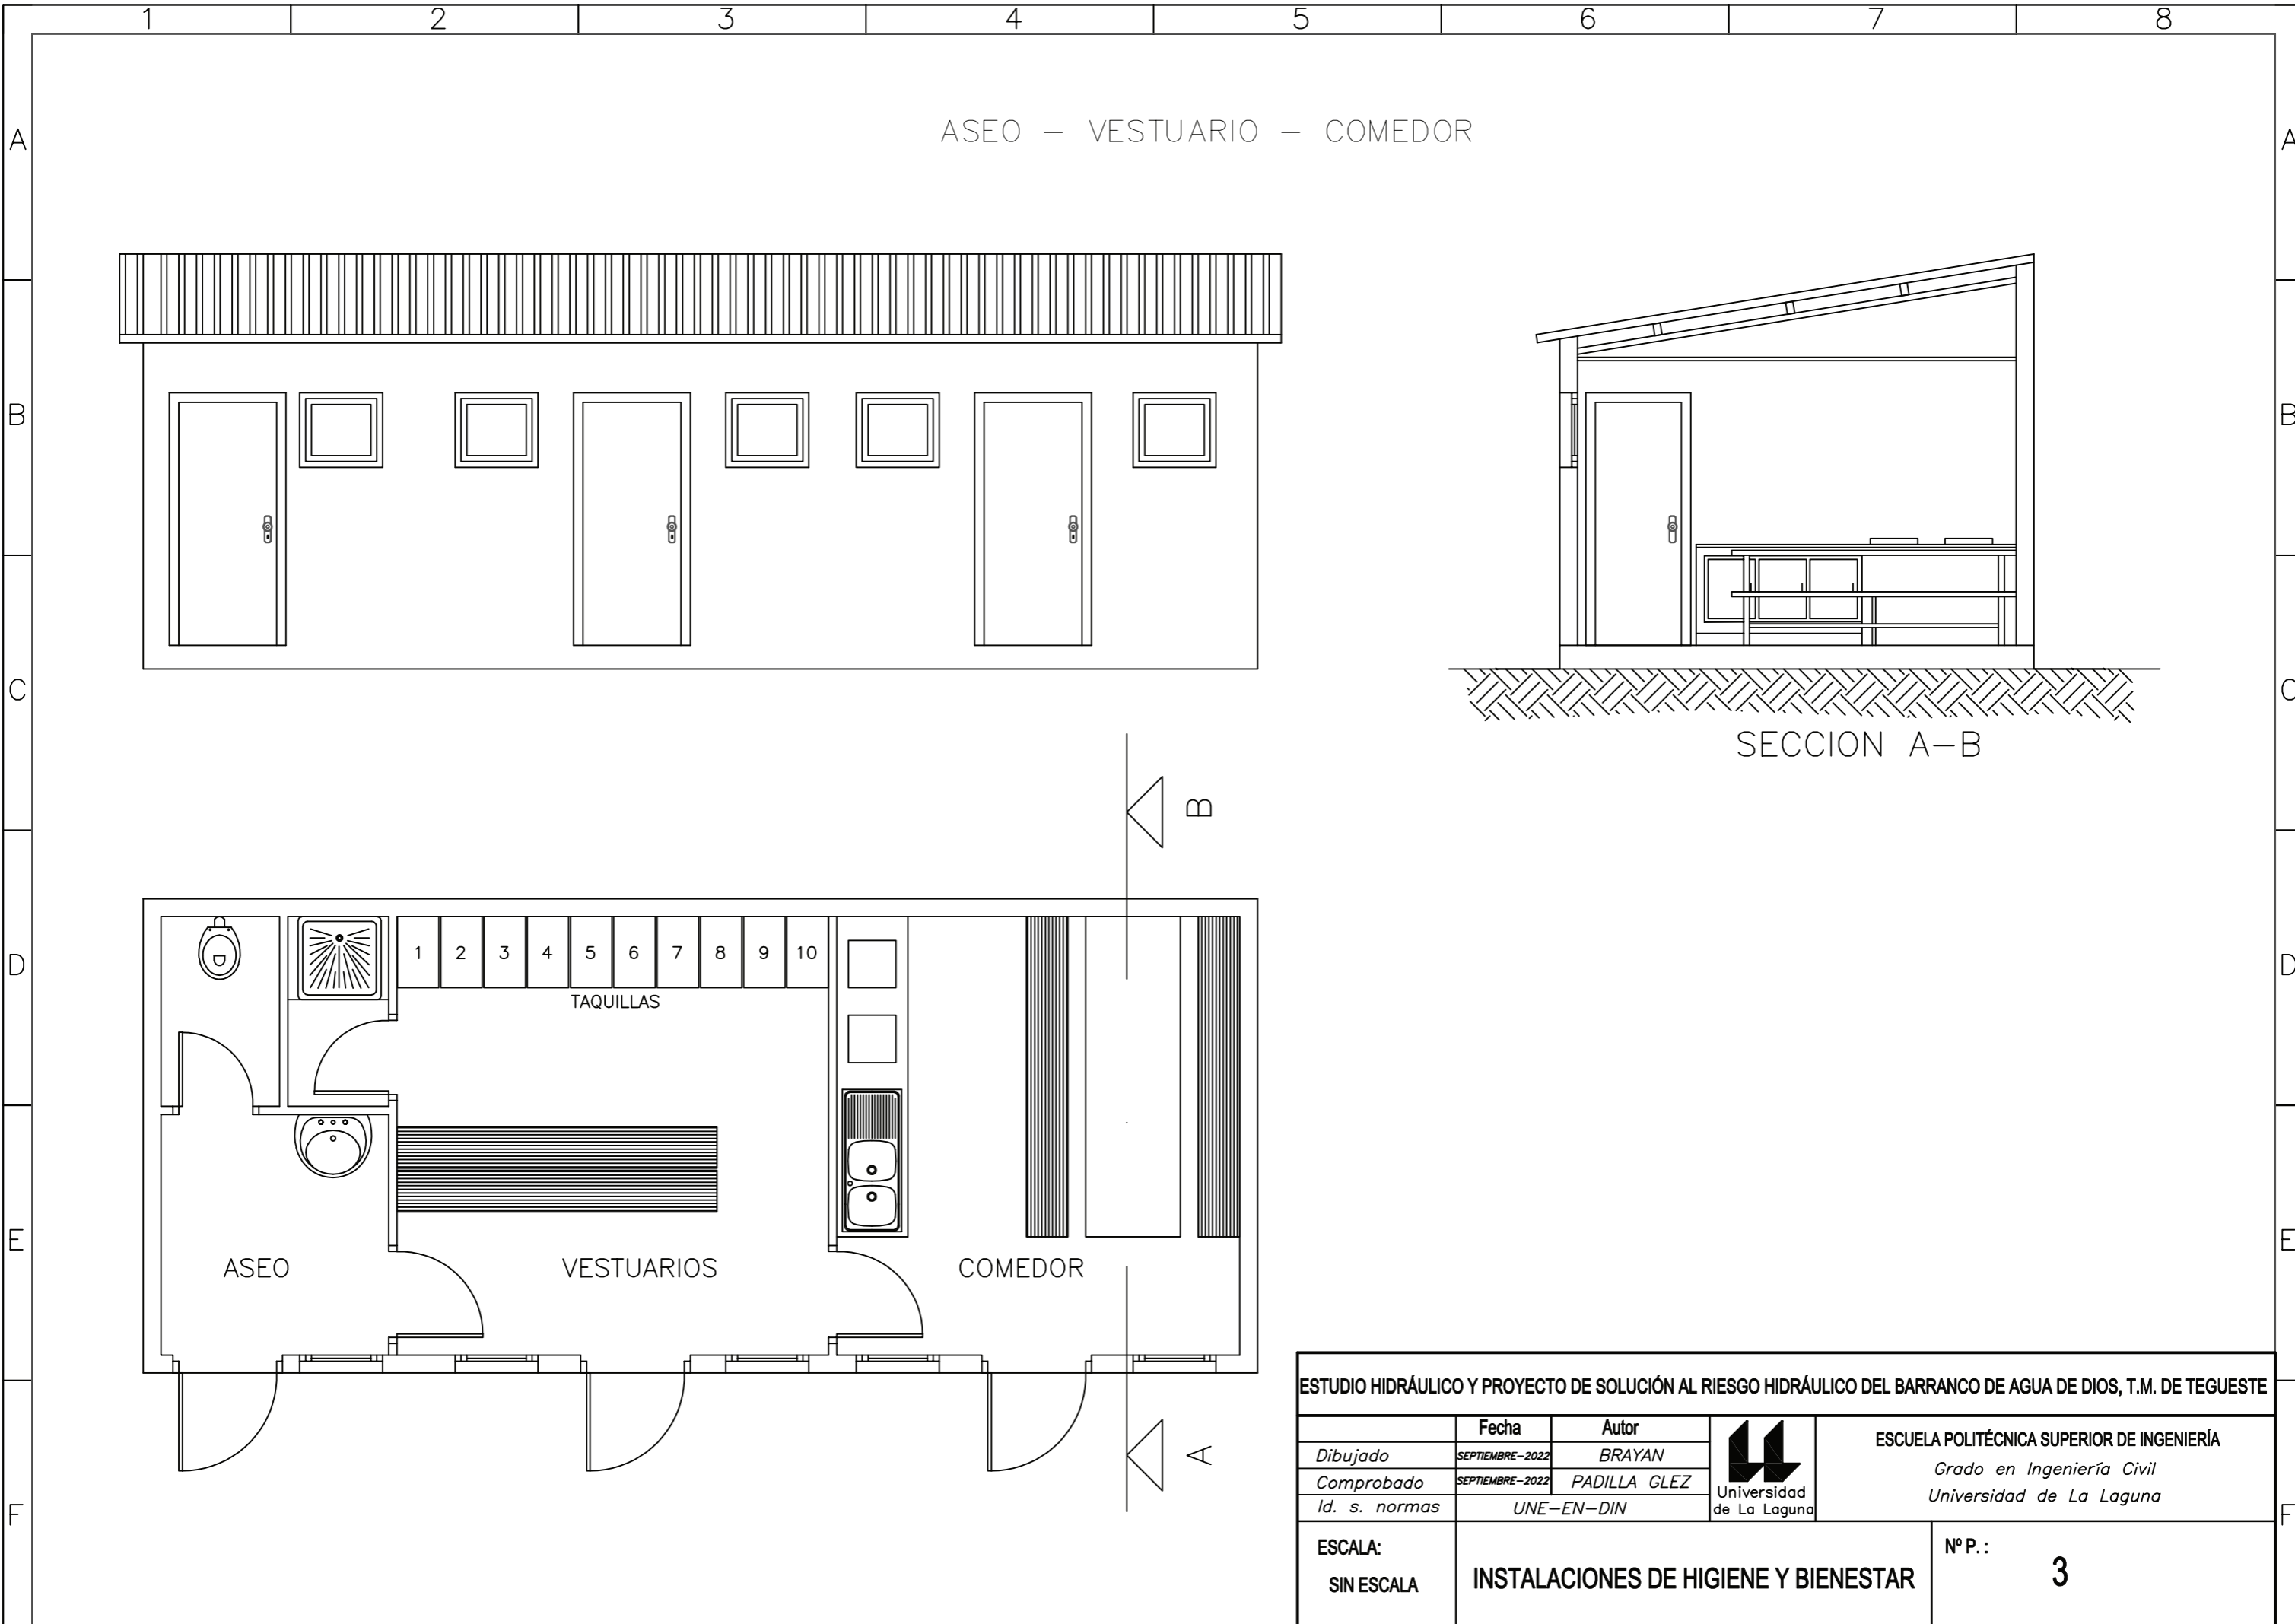 1 2 3 4 5 6 7 8
A A
ASEO - VESTUARIO - COMEDOR
B B
C C
SECCION A-B
B
D D
1 2 3 4 5 6 7 8 9 10
TAQUILLAS
E E
ASEO VESTUARIOS COMEDOR
A
F F
ESTUDIO HIDRÁULICO Y PROYECTO DE SOLUCIÓN AL RIESGO HIDRÁULICO DEL BARRANCO DE AGUA DE DIOS, T.M. DE TEGUESTE
Fecha Autor
Dibujado SEPTIEMBRE-2022 BRAYAN
Comprobado SEPTIEMBRE-2022 PADILLA GLEZ
Id. s. normas UNE-EN-DIN
Universidad
de La Laguna
ESCUELA POLITÉCNICA SUPERIOR DE INGENIERÍA
Grado en Ingeniería Civil
Universidad de La Laguna
ESCALA:
SIN ESCALA
INSTALACIONES DE HIGIENE Y BIENESTAR
Nº P. :
3